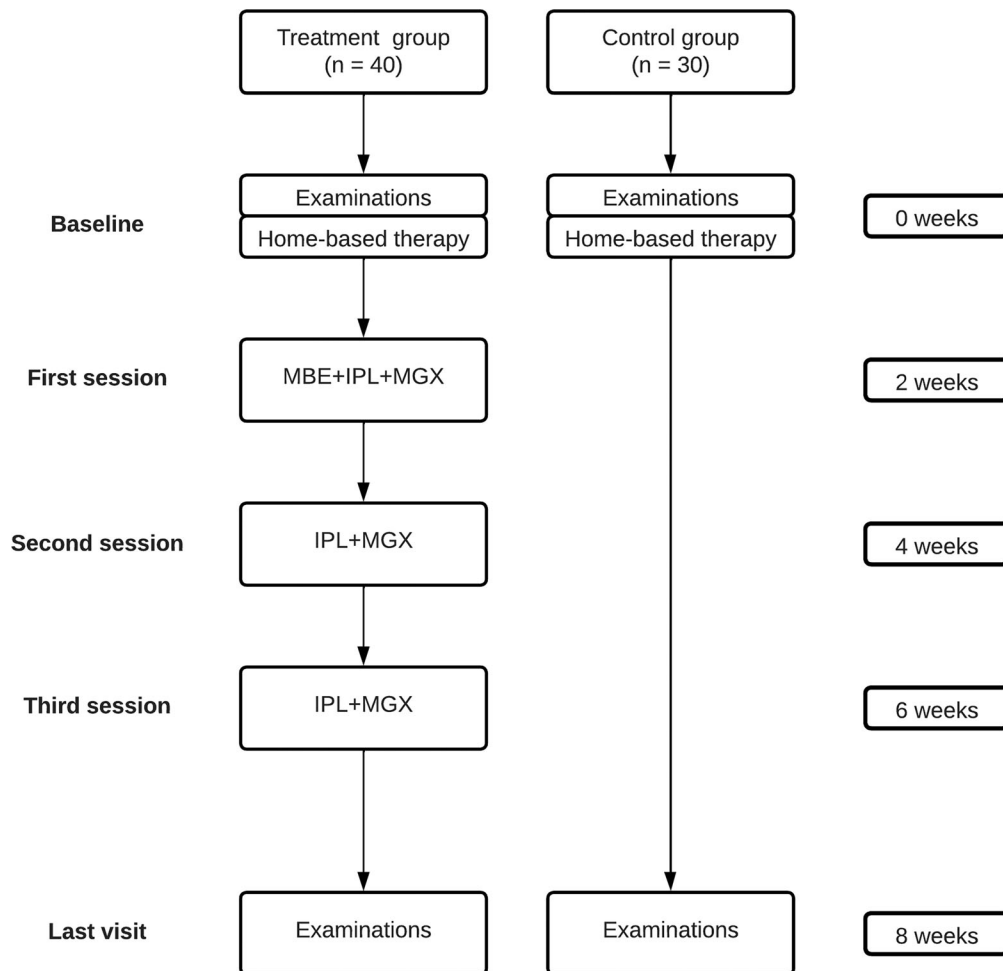 Treatment group
(n = 40)
Control group
(n = 30)
Baseline
Examinations
Home-based therapy
Examinations
Home-based therapy
0 weeks
First session
MBE+IPL+MGX
2 weeks
Second session
IPL+MGX
4 weeks
Third session
IPL+MGX
6 weeks
Last visit
Examinations
Examinations
8 weeks